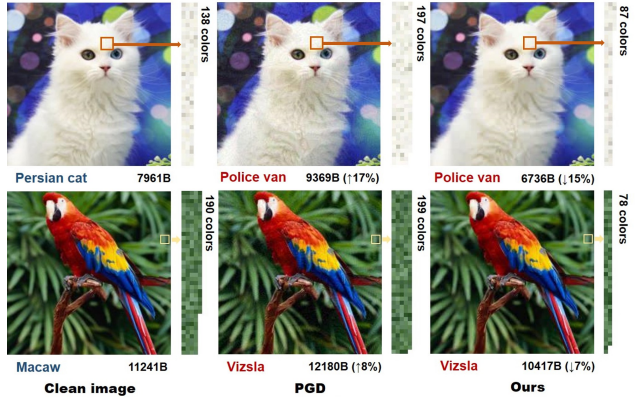 138 colors
197 colors
87 colors
Persian cat 7961B
Police van 9369B (↑17%)
Police van 6736B (↓15%)
190 colors
199 colors
78 colors
Macaw 11241B
Vizsla 12180B (↑8%)
Vizsla 10417B (↓7%)
Clean image
PGD
Ours